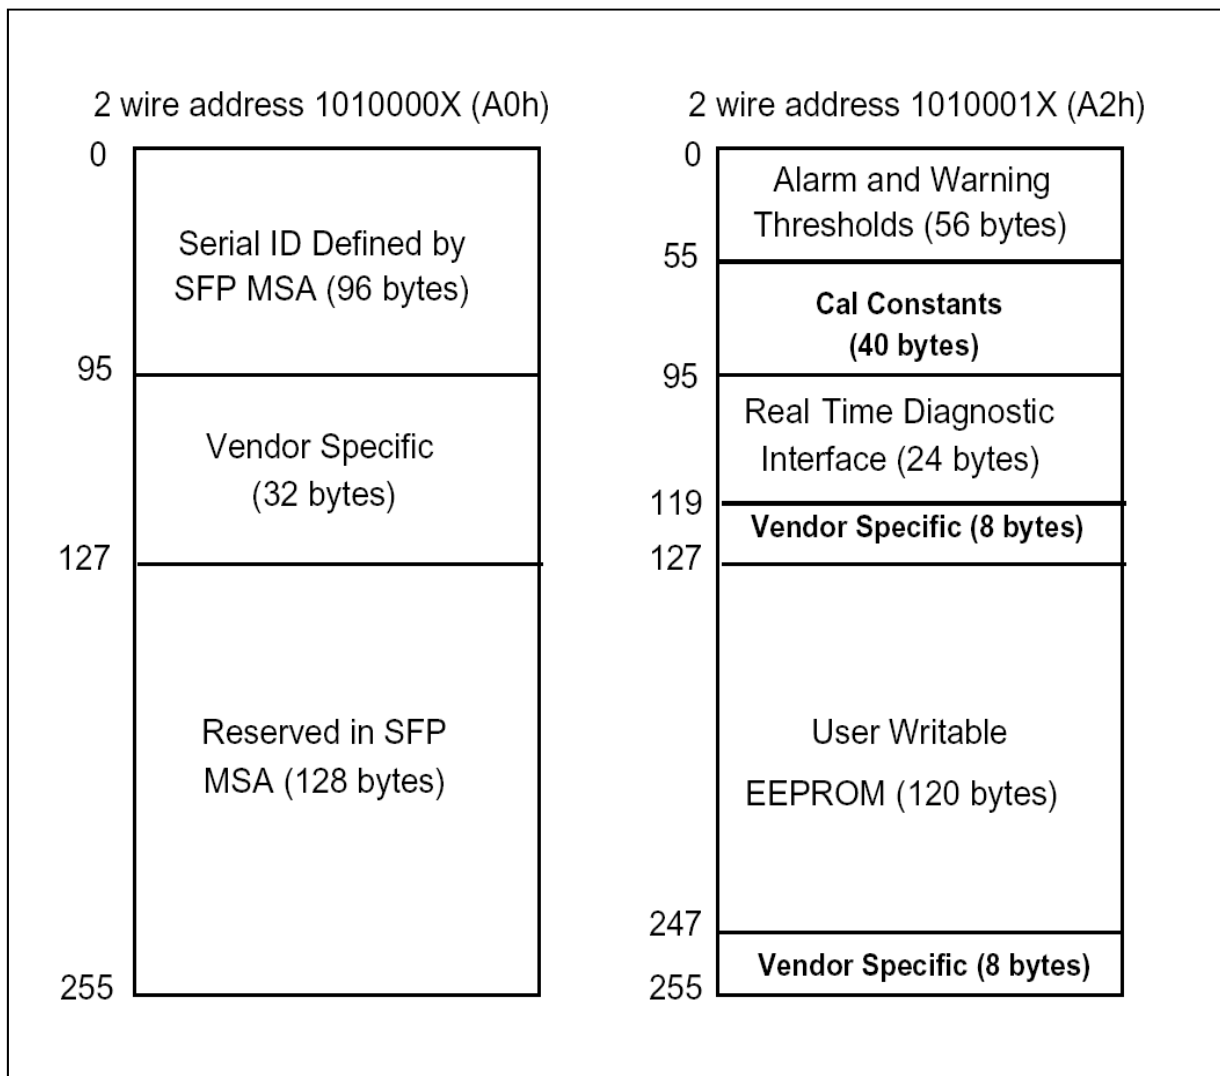 2 wire address 1010000X (A0h)
0
Serial ID Defined by
SFP MSA (96 bytes)
95
Vendor Specific
(32 bytes)
127
Reserved in SFP
MSA (128 bytes)
255
2 wire address 1010001X (A2h)
0
Alarm and Warning
Thresholds (56 bytes)
55
Cal Constants
(40 bytes)
95
Real Time Diagnostic
Interface (24 bytes)
119
Vendor Specific (8 bytes)
127
User Writable
EEPROM (120 bytes)
247
Vendor Specific (8 bytes)
255